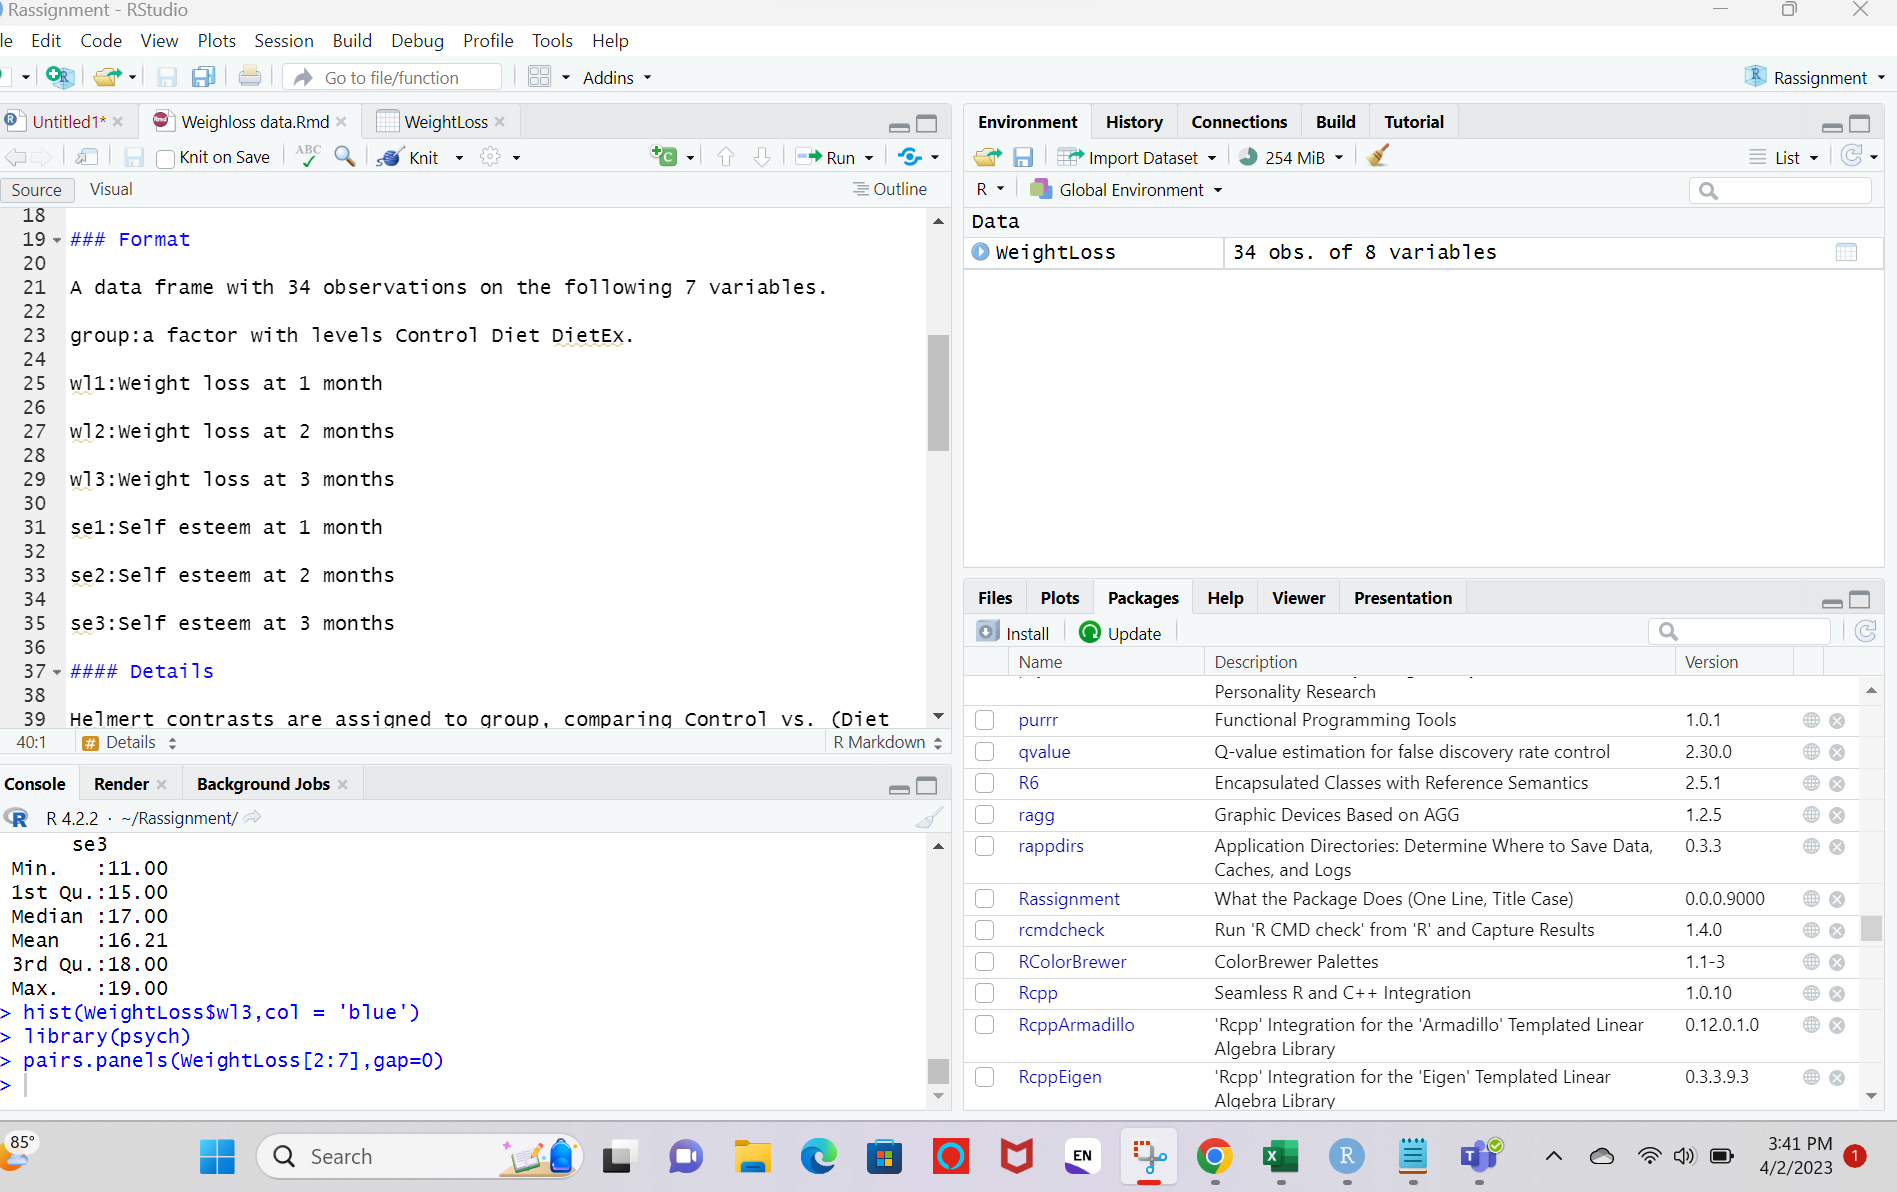 Rassignment - RStudio
le Edit Code View Plots Session Build Debug Profile Tools Help
Go to file/function
Addins
Rassignment
Untitled1*
Weighloss data.Rmd
WeightLoss
Knit on Save
ABC
Knit
Run
Source
Visual
Outline
18
19 ### Format
20
21 A data frame with 34 observations on the following 7 variables.
22
23 group:a factor with levels Control Diet DietEx.
24
25 wl1:Weight loss at 1 month
26
27 wl2:Weight loss at 2 months
28
29 wl3:Weight loss at 3 months
30
31 se1:Self esteem at 1 month
32
33 se2:Self esteem at 2 months
34
35 se3:Self esteem at 3 months
36
37 #### Details
38
39 Helmert contrasts are assigned to group, comparing Control vs. (Diet
40:1
# Details
R Markdown
Console
Render
Background Jobs
R 4.2.2 · ~/Rassignment/
se3
Min. :11.00
1st Qu.:15.00
Median :17.00
Mean :16.21
3rd Qu.:18.00
Max. :19.00
> hist(WeightLoss$wl3,col = 'blue')
> library(psych)
> pairs.panels(WeightLoss[2:7],gap=0)
>
Environment
History
Connections
Build
Tutorial
Import Dataset
254 MiB
List
R
Global Environment
Data
WeightLoss 34 obs. of 8 variables
Files
Plots
Packages
Help
Viewer
Presentation
Install
Update
Name Description Version
Personality Research
purrr Functional Programming Tools 1.0.1
qvalue Q-value estimation for false discovery rate control 2.30.0
R6 Encapsulated Classes with Reference Semantics 2.5.1
ragg Graphic Devices Based on AGG 1.2.5
rappdirs Application Directories: Determine Where to Save Data, 0.3.3
Caches, and Logs
Rassignment What the Package Does (One Line, Title Case) 0.0.0.9000
rcmdcheck Run 'R CMD check' from 'R' and Capture Results 1.4.0
RColorBrewer ColorBrewer Palettes 1.1-3
Rcpp Seamless R and C++ Integration 1.0.10
RcppArmadillo 'Rcpp' Integration for the 'Armadillo' Templated Linear 0.12.0.1.0
Algebra Library
RcppEigen 'Rcpp' Integration for the 'Eigen' Templated Linear 0.3.3.9.3
Algebra Library
85°
Search
EN
3:41 PM
4/2/2023
1